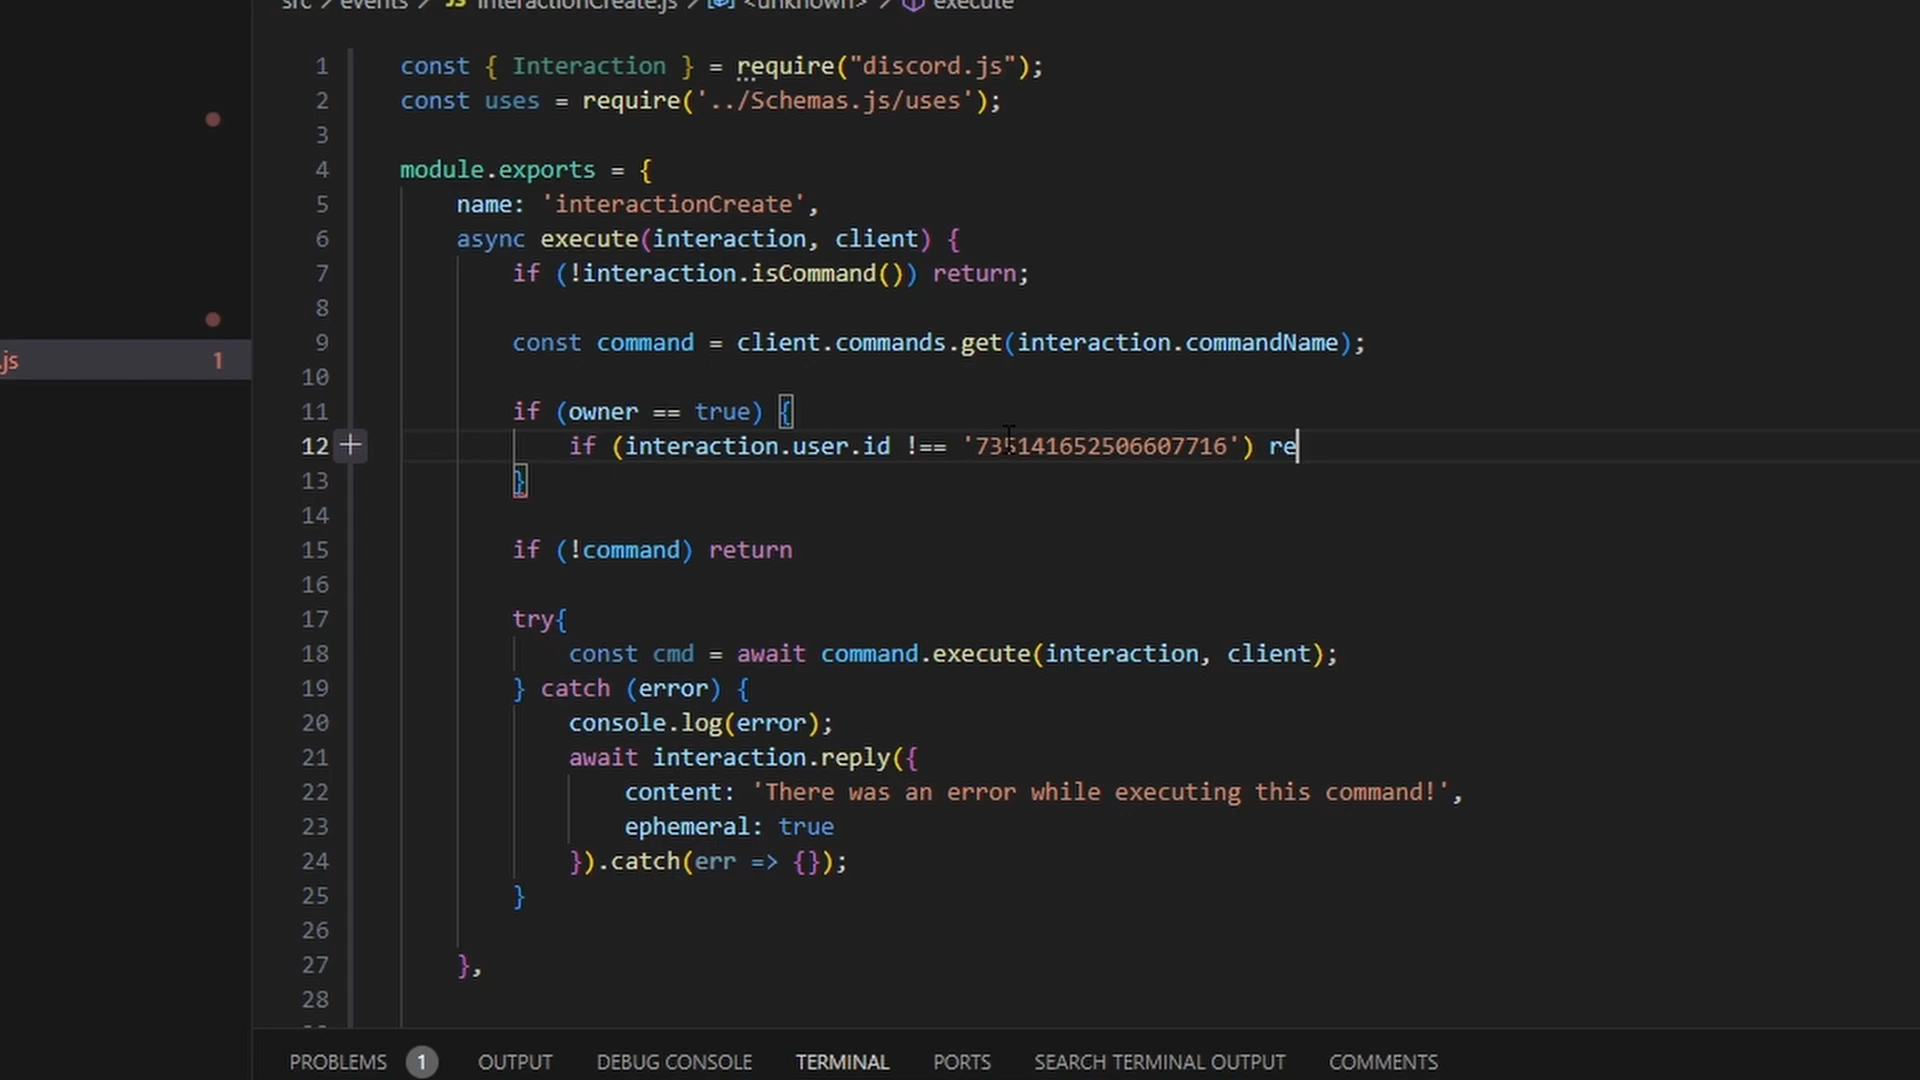 src > events > JS interactionCreate.js > <unknown> > execute
1 const { Interaction } = require("discord.js");
2 const uses = require('../Schemas.js/uses');
3
4 module.exports = {
5 name: 'interactionCreate',
6 async execute(interaction, client) {
7 if (!interaction.isCommand()) return;
8
9 const command = client.commands.get(interaction.commandName);
10
11 if (owner == true) {
12 if (interaction.user.id !== '735141652506607716') re
13 }
14
15 if (!command) return
16
17 try{
18 const cmd = await command.execute(interaction, client);
19 } catch (error) {
20 console.log(error);
21 await interaction.reply({
22 content: 'There was an error while executing this command!',
23 ephemeral: true
24 }).catch(err => {});
25 }
26
27 },
28
.js 1
PROBLEMS 1 OUTPUT DEBUG CONSOLE TERMINAL PORTS SEARCH TERMINAL OUTPUT COMMENTS